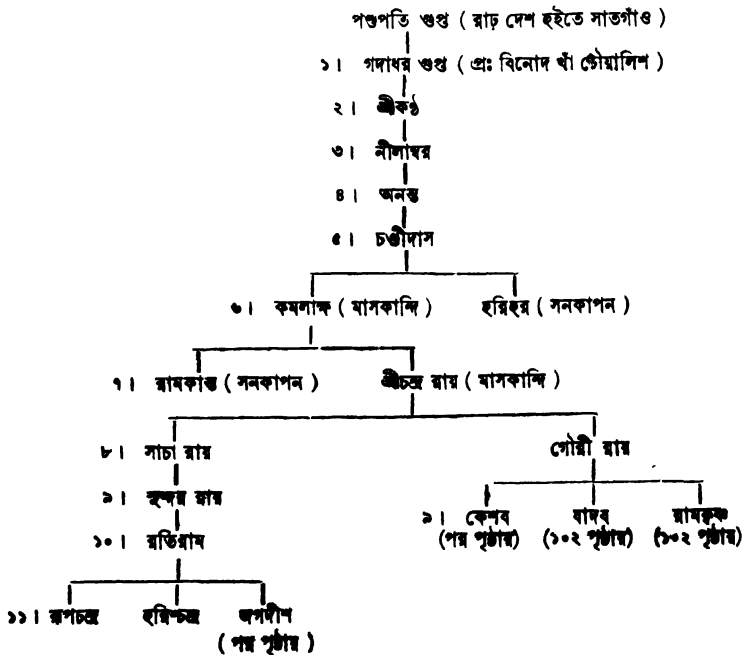 পশুপতি গুপ্ত ( রাঢ় দেশ হইতে সাতগাঁও )
১। গদাধর গুপ্ত ( প্রঃ বিনোদ খাঁ চৌয়ালিশ )
২। শ্রীকণ্ঠ
৩। নীলাম্বর
৪। অনন্ত
৫। চণ্ডীদাস
৬। কমলাক্ষ ( মাসকান্দি ) হরিহর ( সনকাপন )
৭। রামকান্ত ( সনকাপন ) শ্রীচন্দ্র রায় ( মাসকান্দি )
৮। সাচা রায় গৌরী রায়
৯। সুন্দর রায়
৯। কেশব যাদব রামকৃষ্ণ
(পর পৃষ্ঠায়) (১০২ পৃষ্ঠায়) (১০২ পৃষ্ঠায়)
১০। রতিরাম
১১। রূপচন্দ্র হরিশ্চন্দ্র জগদীশ
( পর পৃষ্ঠায় )